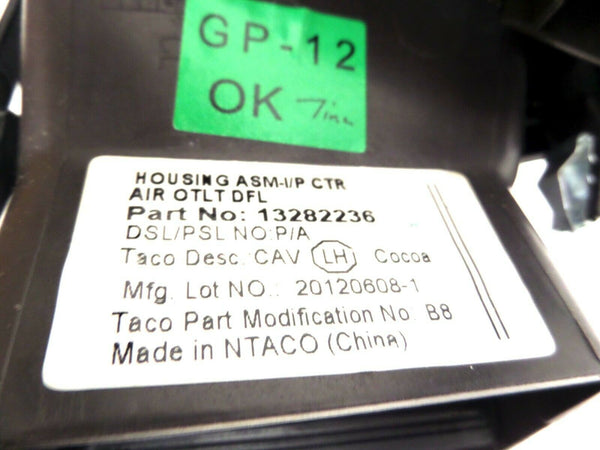 GP-12
OK
HOUSING ASM-I/P CTR
AIR OTLT DFL
Part No: 13282236
DSL/PSL NO:P/A
Taco Desc.:CAV LH Cocoa
Mfg. Lot NO.: 20120608-1
Taco Part Modification No. B8
Made in NTACO (China)